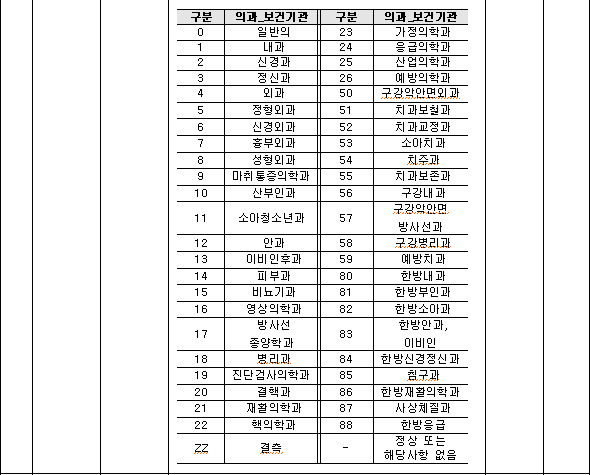 구분 의과_보건기관 구분 의과_보건기관
0 일반의 23 가정의학과
1 내과 24 응급의학과
2 신경과 25 산업의학과
3 정신과 26 예방의학과
4 외과 50 구강악안면외과
5 정형외과 51 치과보철과
6 신경외과 52 치과교정과
7 흉부외과 53 소아치과
8 성형외과 54 치주과
9 마취통증의학과 55 치과보존과
10 산부인과 56 구강내과
11 소아청소년과 57 구강악안면
방사선과
12 안과 58 구강병리과
13 이비인후과 59 예방치과
14 피부과 80 한방내과
15 비뇨기과 81 한방부인과
16 영상의학과 82 한방소아과
17 방사선 83 한방안과,
종양학과 이비인
18 병리과 84 한방신경정신과
19 진단검사의학과 85 침구과
20 결핵과 86 한방재활의학과
21 재활의학과 87 사상체질과
22 핵의학과 88 한방응급
ZZ 결측 - 정상 또는
해당사항 없음